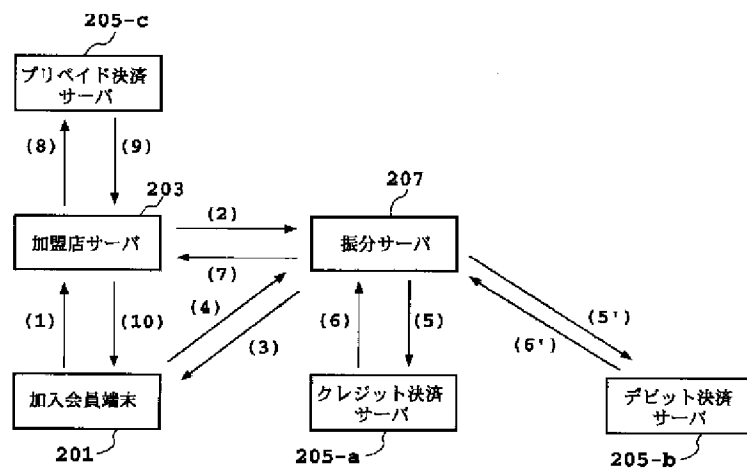 205-c
プリペイド決済
サーバ
(8)
(9)
203
207
加盟店サーバ
(2)
振分サーバ
(7)
(1)
(10)
(4)
(3)
(6)
(5)
(5')
(6')
加入会員端末
クレジット決済
サーバ
デビット決済
サーバ
201
205-a
205-b